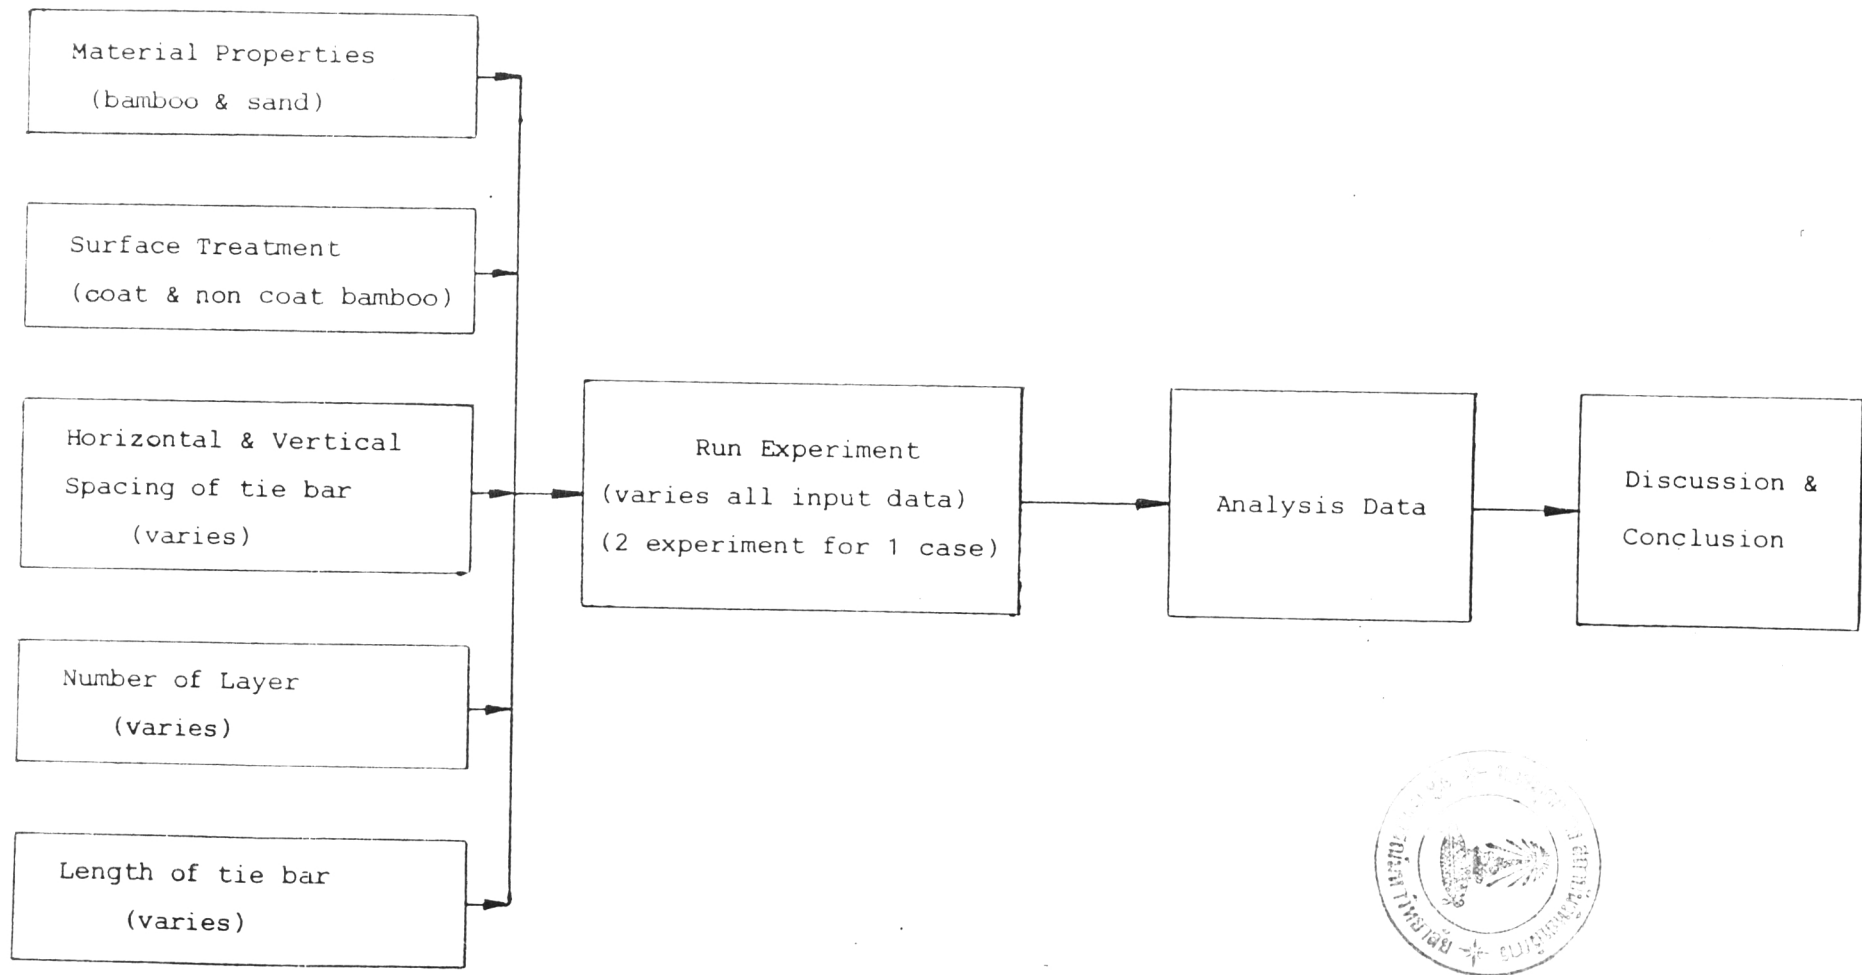 Material Properties
(bamboo & sand)
Surface Treatment
(coat & non coat bamboo)
Horizontal & Vertical
Spacing of tie bar
(varies)
Number of Layer
(varies)
Length of tie bar
(varies)
Run Experiment
(varies all input data)
(2 experiment for 1 case)
Analysis Data
Discussion &
Conclusion